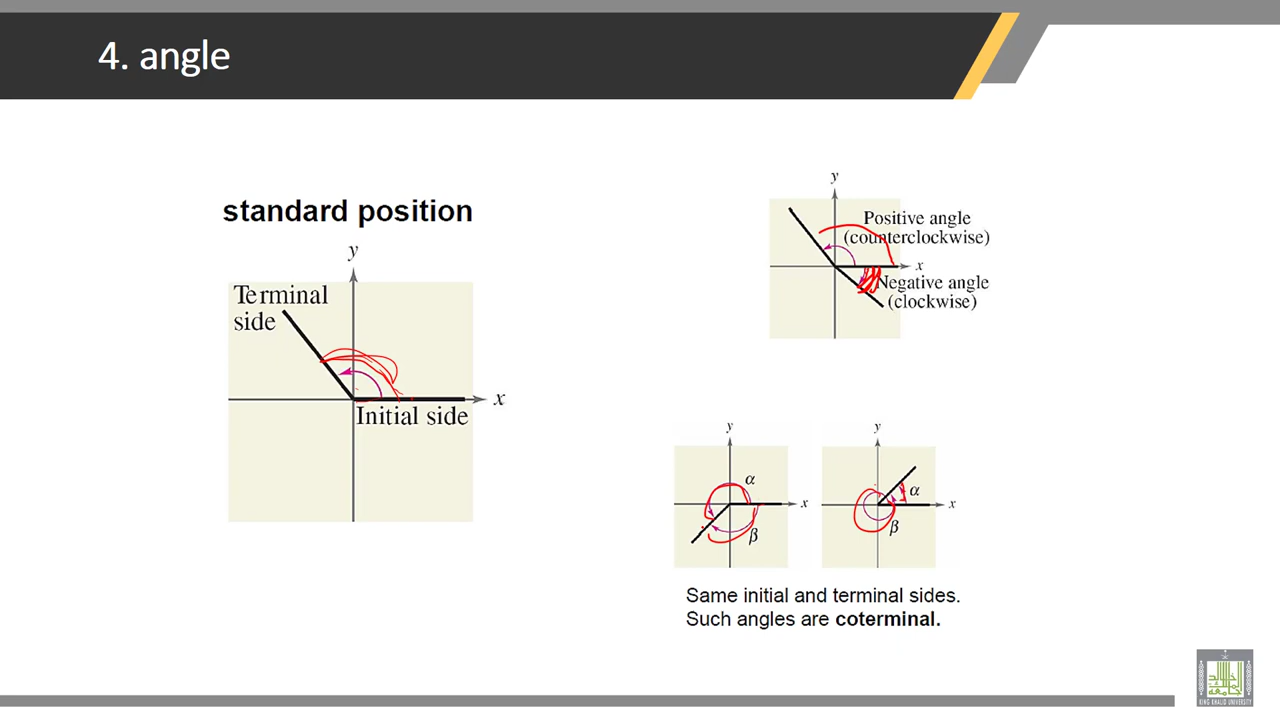 4. angle
standard position
y
Terminal
side
x
Initial side
y
Positive angle
(counterclockwise)
x
Negative angle
(clockwise)
y
α
x
β
y
α
x
β
Same initial and terminal sides.
Such angles are coterminal.
KING KHALID UNIVERSITY